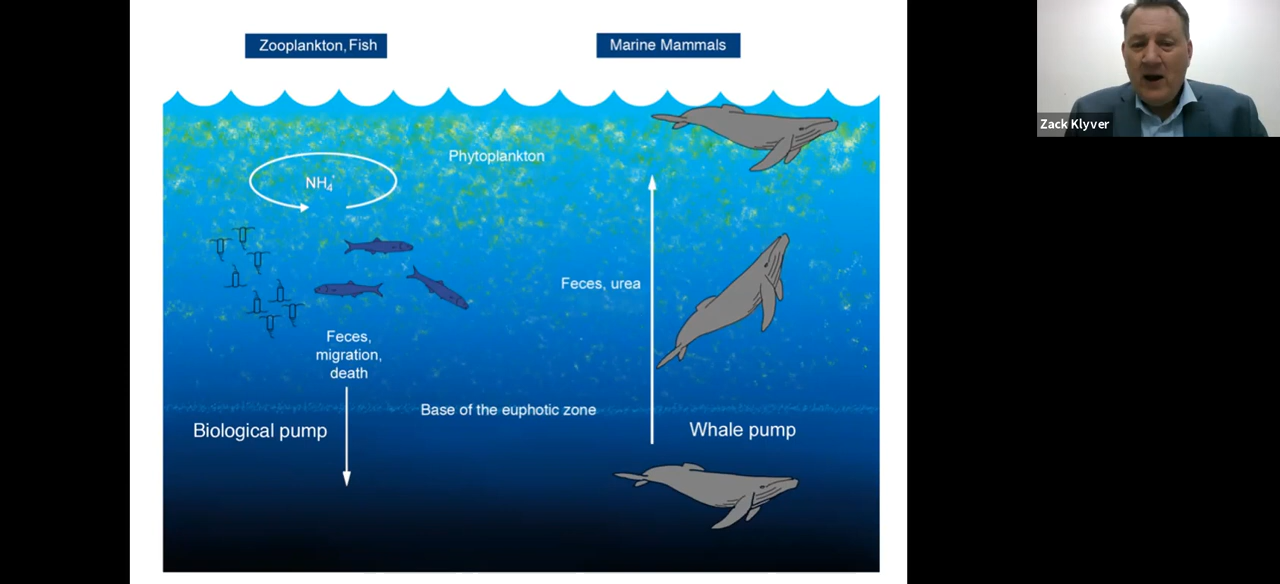 Zooplankton, Fish
Marine Mammals
Zack Klyver
Phytoplankton
NH₄⁺
Feces, urea
Feces,
migration,
death
Base of the euphotic zone
Biological pump
Whale pump